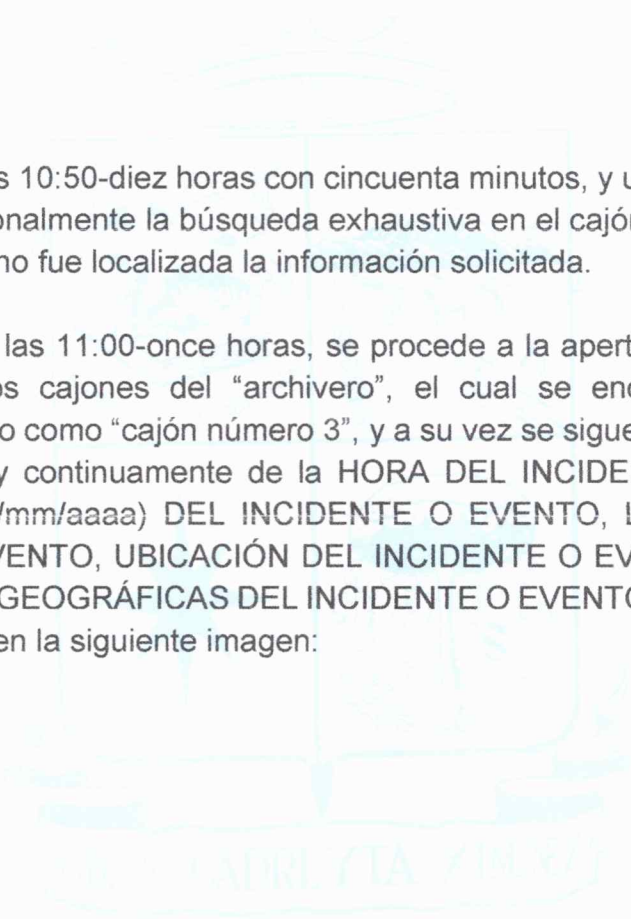 s 10:50-diez horas con cincuenta minutos, y u
onalmente la búsqueda exhaustiva en el cajó
no fue localizada la información solicitada.
las 11:00-once horas, se procede a la apert
os cajones del “archivero”, el cual se en
o como “cajón número 3”, y a su vez se sigue
y continuamente de la HORA DEL INCIDE
/mm/aaaa) DEL INCIDENTE O EVENTO, L
VENTO, UBICACIÓN DEL INCIDENTE O EV
GEOGRÁFICAS DEL INCIDENTE O EVENTO
en la siguiente imagen: